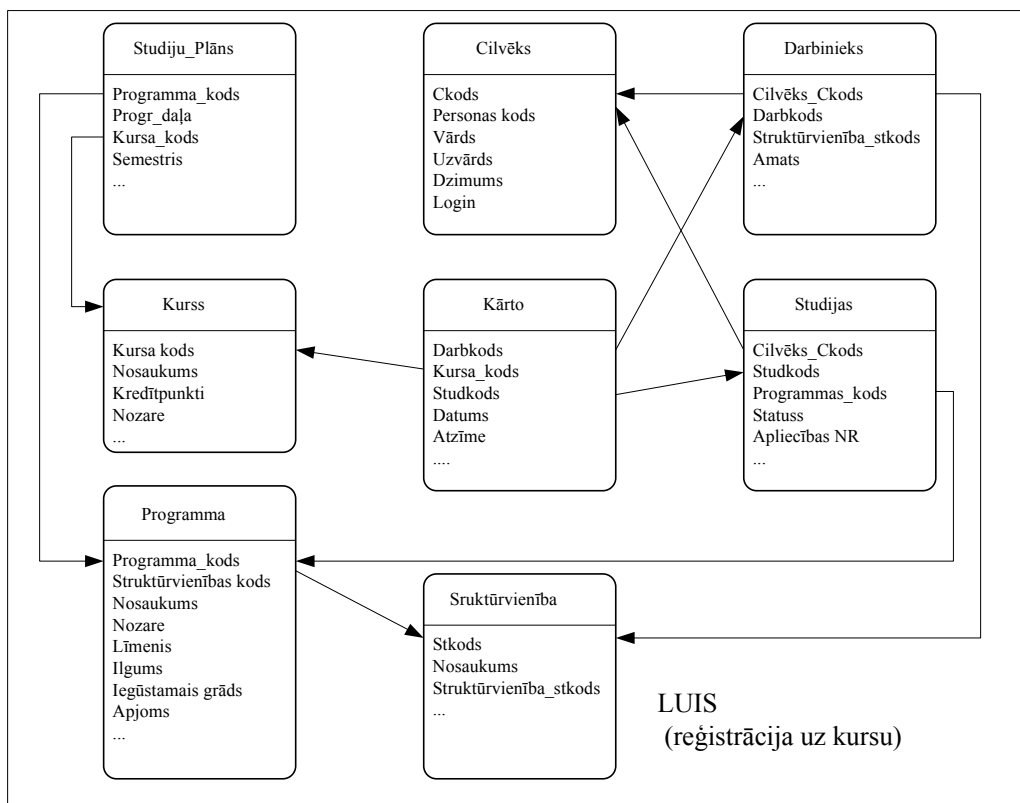 Studiju_Plāns
Programma_kods
Progr_daļa
Kursa_kods
Semestris
...
Cilvēks
Ckods
Personas kods
Vārds
Uzvārds
Dzimums
Login
Darbinieks
Cilvēks_Ckods
Darbkods
Struktūrvienība_stkods
Amats
...
Kurss
Kursa kods
Nosaukums
Kredītpunkti
Nozare
...
Kārto
Darbkods
Kursa_kods
Studkods
Datums
Atzīme
....
Studijas
Cilvēks_Ckods
Studkods
Programmas_kods
Statuss
Apliecības NR
...
Programma
Programma_kods
Struktūrvienības kods
Nosaukums
Nozare
Līmenis
Ilgums
Iegūstamais grāds
Apjoms
...
Sruktūrvienība
Stkods
Nosaukums
Struktūrvienība_stkods
...
LUIS
(reģistrācija uz kursu)